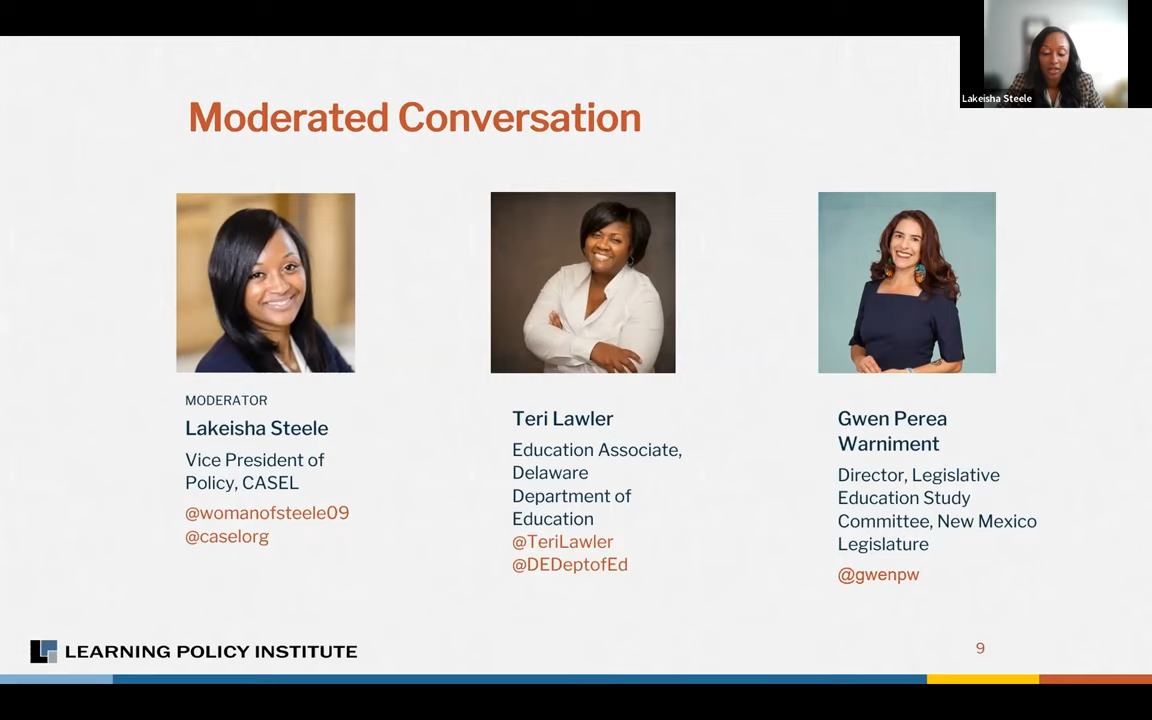 Lakeisha Steele
Moderated Conversation
MODERATOR
Lakeisha Steele
Vice President of
Policy, CASEL
@womanofsteele09
@caselorg
Teri Lawler
Education Associate,
Delaware
Department of
Education
@TeriLawler
@DEDeptofEd
Gwen Perea
Warniment
Director, Legislative
Education Study
Committee, New Mexico
Legislature
@gwenpw
LEARNING POLICY INSTITUTE
9